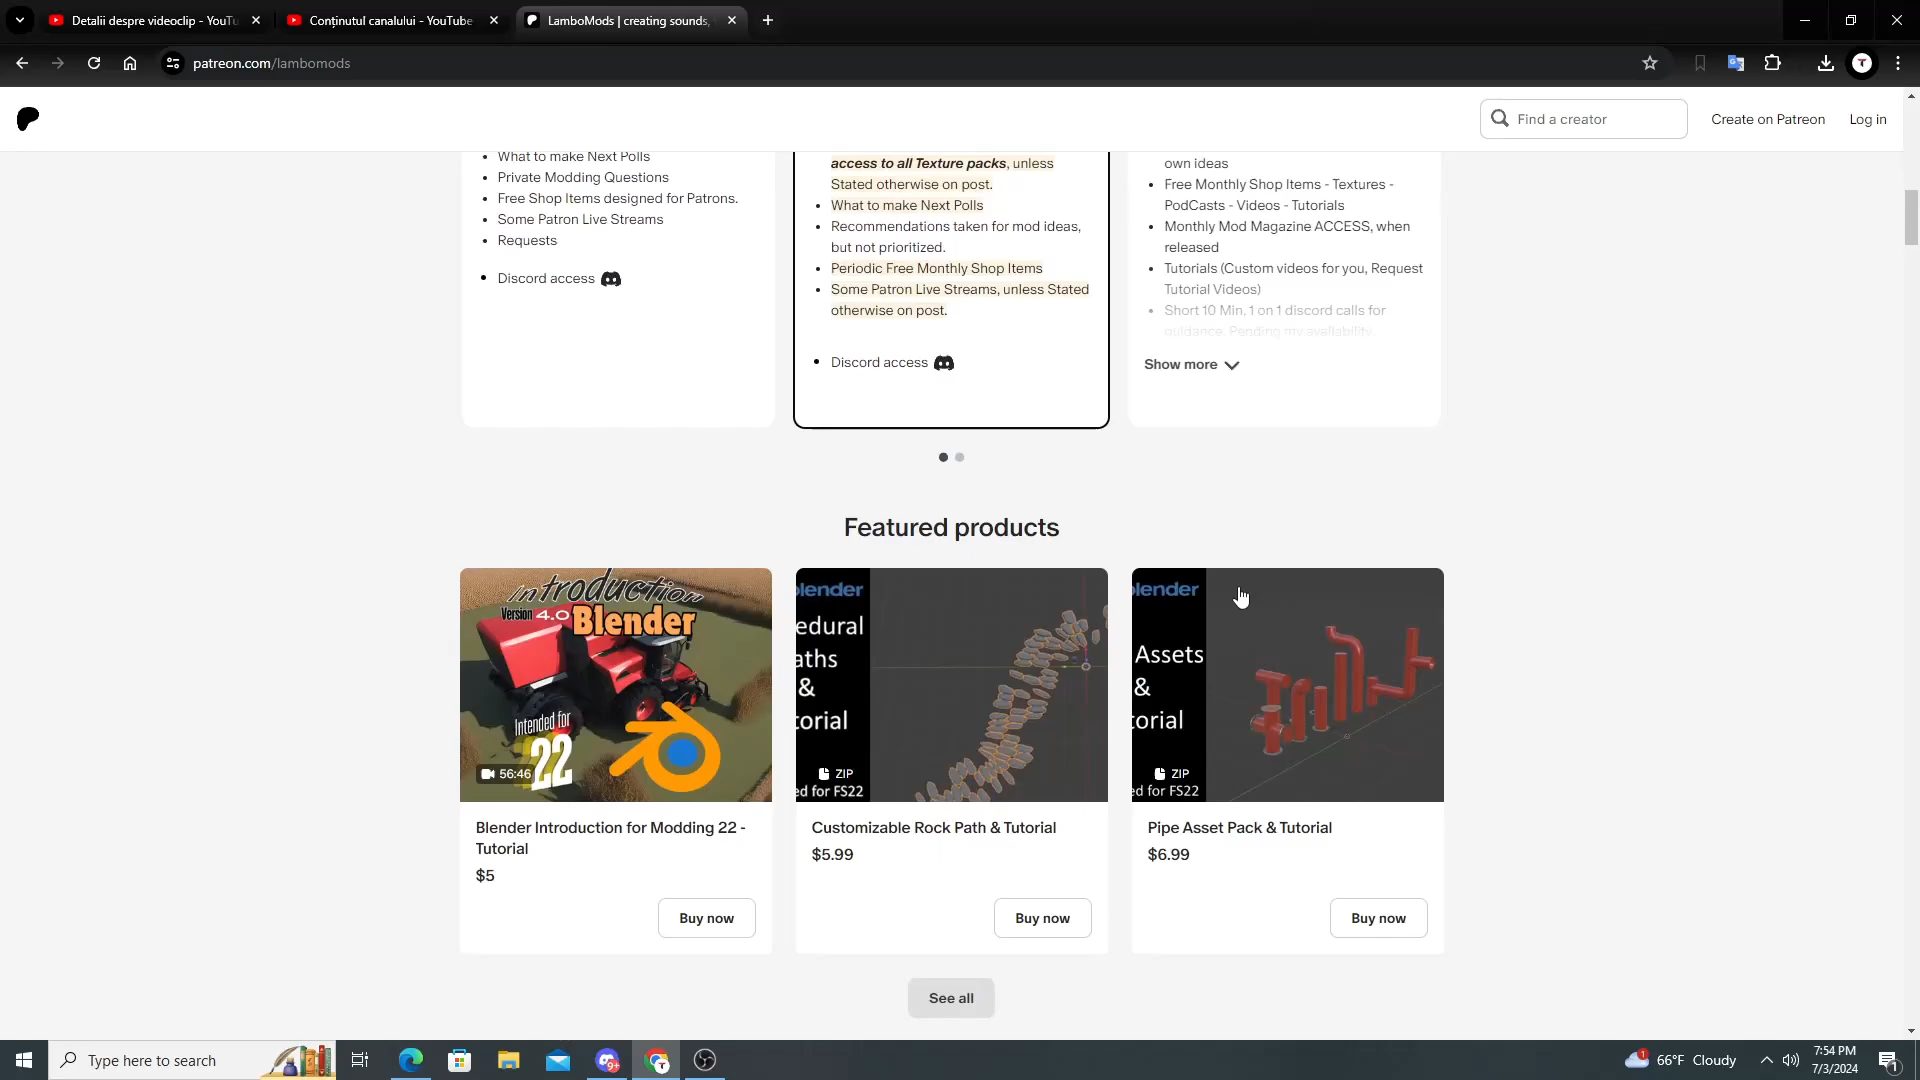 Detalii despre videoclip - YouTu
Conținutul canalului - YouTube
LamboMods | creating sounds,
patreon.com/lambomods
Find a creator
Create on Patreon
Log in
What to make Next Polls
Private Modding Questions
Free Shop Items designed for Patrons.
Some Patron Live Streams
Requests
Discord access
access to all Texture packs, unless
Stated otherwise on post.
What to make Next Polls
Recommendations taken for mod ideas,
but not prioritized.
Periodic Free Monthly Shop Items
Some Patron Live Streams, unless Stated
otherwise on post.
Discord access
own ideas
Free Monthly Shop Items - Textures -
PodCasts - Videos - Tutorials
Monthly Mod Magazine ACCESS, when
released
Tutorials (Custom videos for you, Request
Tutorial Videos)
Short 10 Min, 1 on 1 discord calls for
guidance. Pending my availability.
Show more
Featured products
introduction
Version 4.0 Blender
Intended for
22
56:46
Blender Introduction for Modding 22 -
Tutorial
$5
Buy now
blender
edural
aths
&
torial
ZIP
ed for FS22
Customizable Rock Path & Tutorial
$5.99
Buy now
blender
Assets
&
torial
ZIP
ed for FS22
Pipe Asset Pack & Tutorial
$6.99
Buy now
See all
Type here to search
9+
T
1
66°F Cloudy
7:54 PM
7/3/2024
1